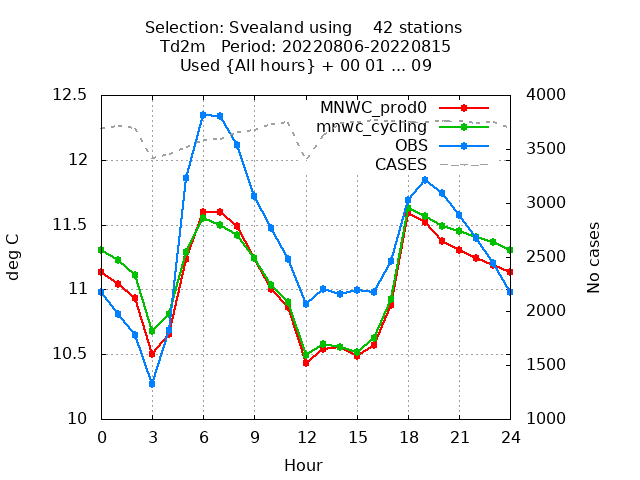 Selection: Svealand using    42 stations
Td2m   Period: 20220806-20220815
Used {All hours} + 00 01 ... 09
MNWC_prod0
mnwc_cycling
OBS
CASES
deg C
12.5
12
11.5
11
10.5
10
4000
3500
3000
2500
2000
1500
1000
No cases
0 3 6 9 12 15 18 21 24
Hour